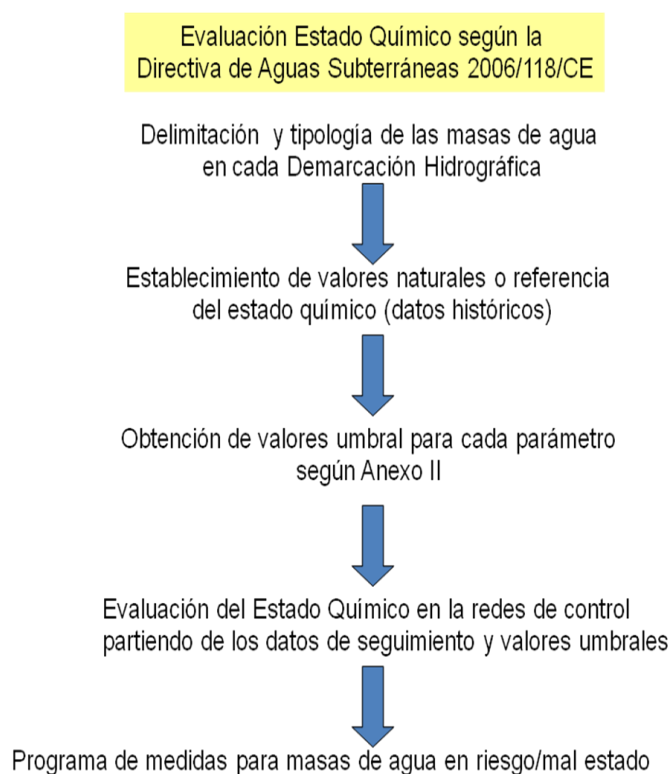 Evaluación Estado Químico según la
Directiva de Aguas Subterráneas 2006/118/CE
Delimitación y tipología de las masas de agua
en cada Demarcación Hidrográfica
Establecimiento de valores naturales o referencia
del estado químico (datos históricos)
Obtención de valores umbral para cada parámetro
según Anexo II
Evaluación del Estado Químico en la redes de control
partiendo de los datos de seguimiento y valores umbrales
Programa de medidas para masas de agua en riesgo/mal estado